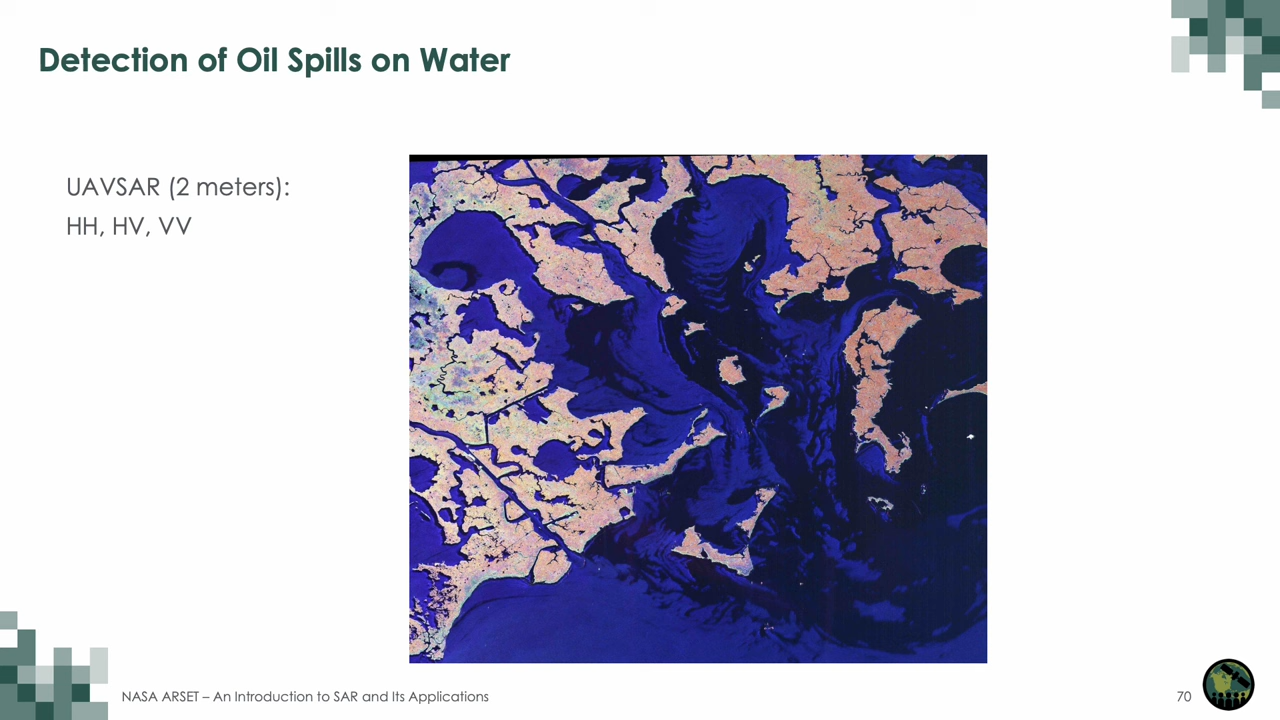 Detection of Oil Spills on Water
UAVSAR (2 meters):
HH, HV, VV
NASA ARSET – An Introduction to SAR and Its Applications
70